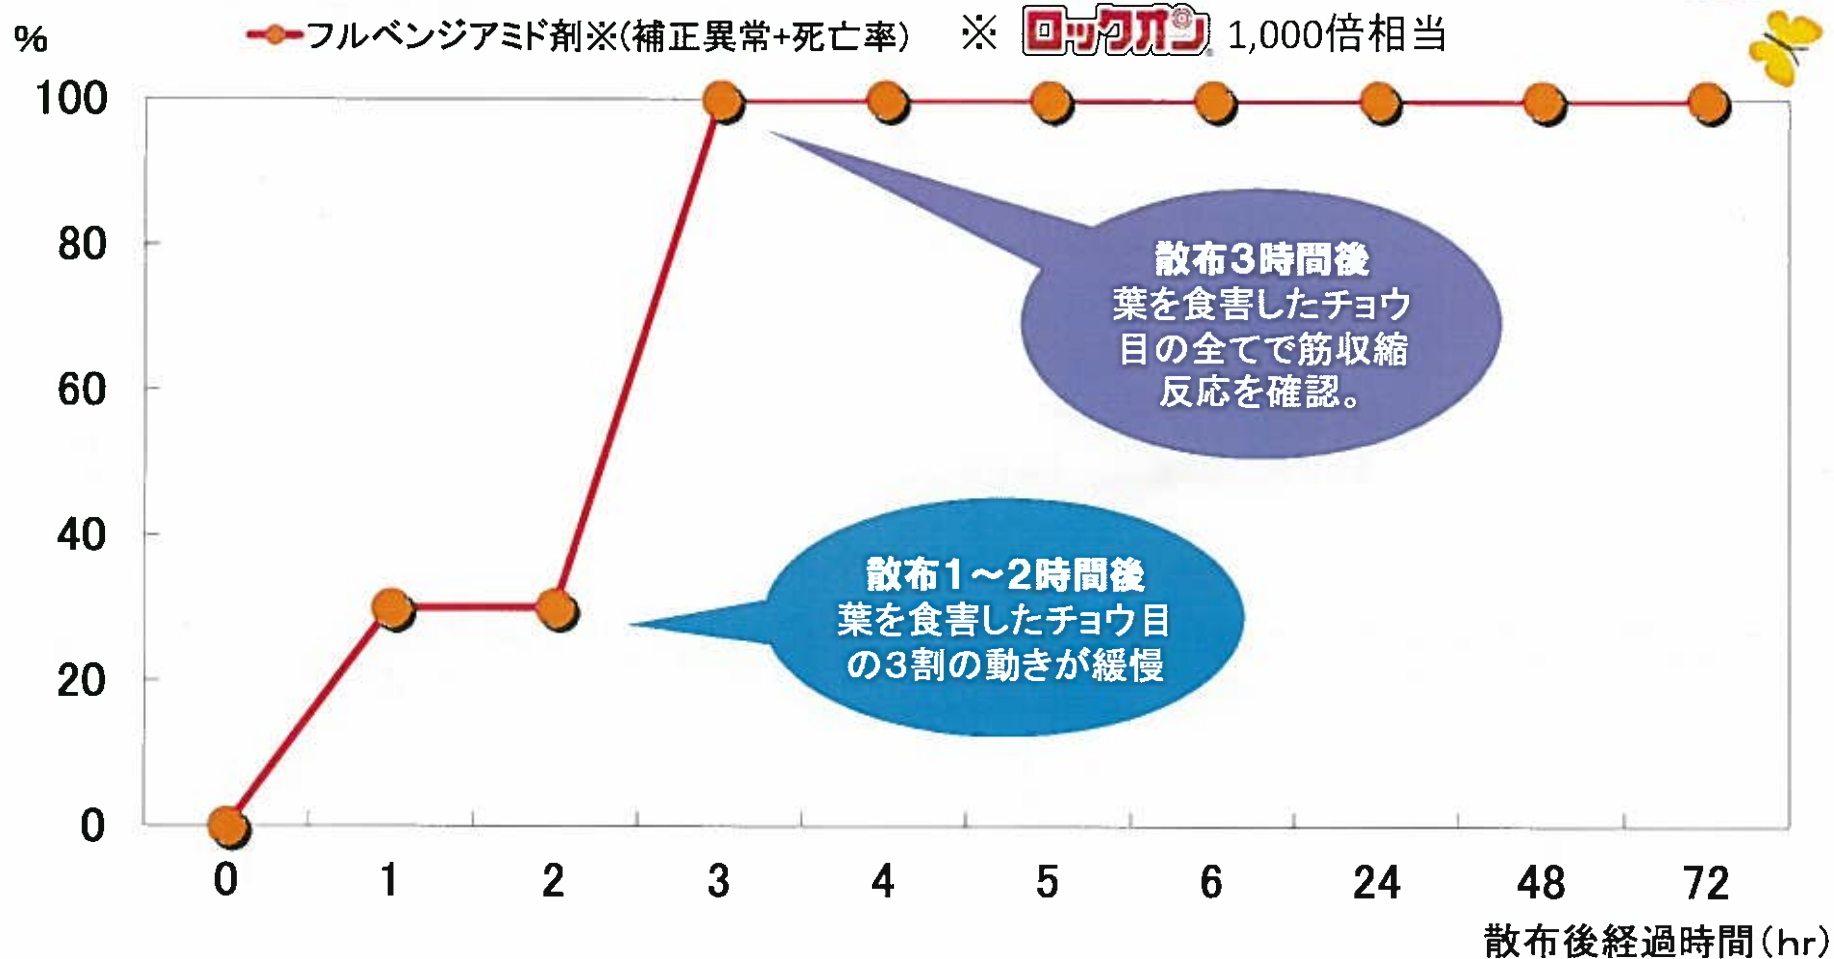 %
フルベンジアミド剤※(補正異常+死亡率) ※ ロックオン 1,000倍相当
100
80
60
40
20
0
散布3時間後
葉を食害したチョウ
目の全てで筋収縮
反応を確認。
散布1～2時間後
葉を食害したチョウ目
の3割の動きが緩慢
0 1 2 3 4 5 6 24 48 72
散布後経過時間(hr)